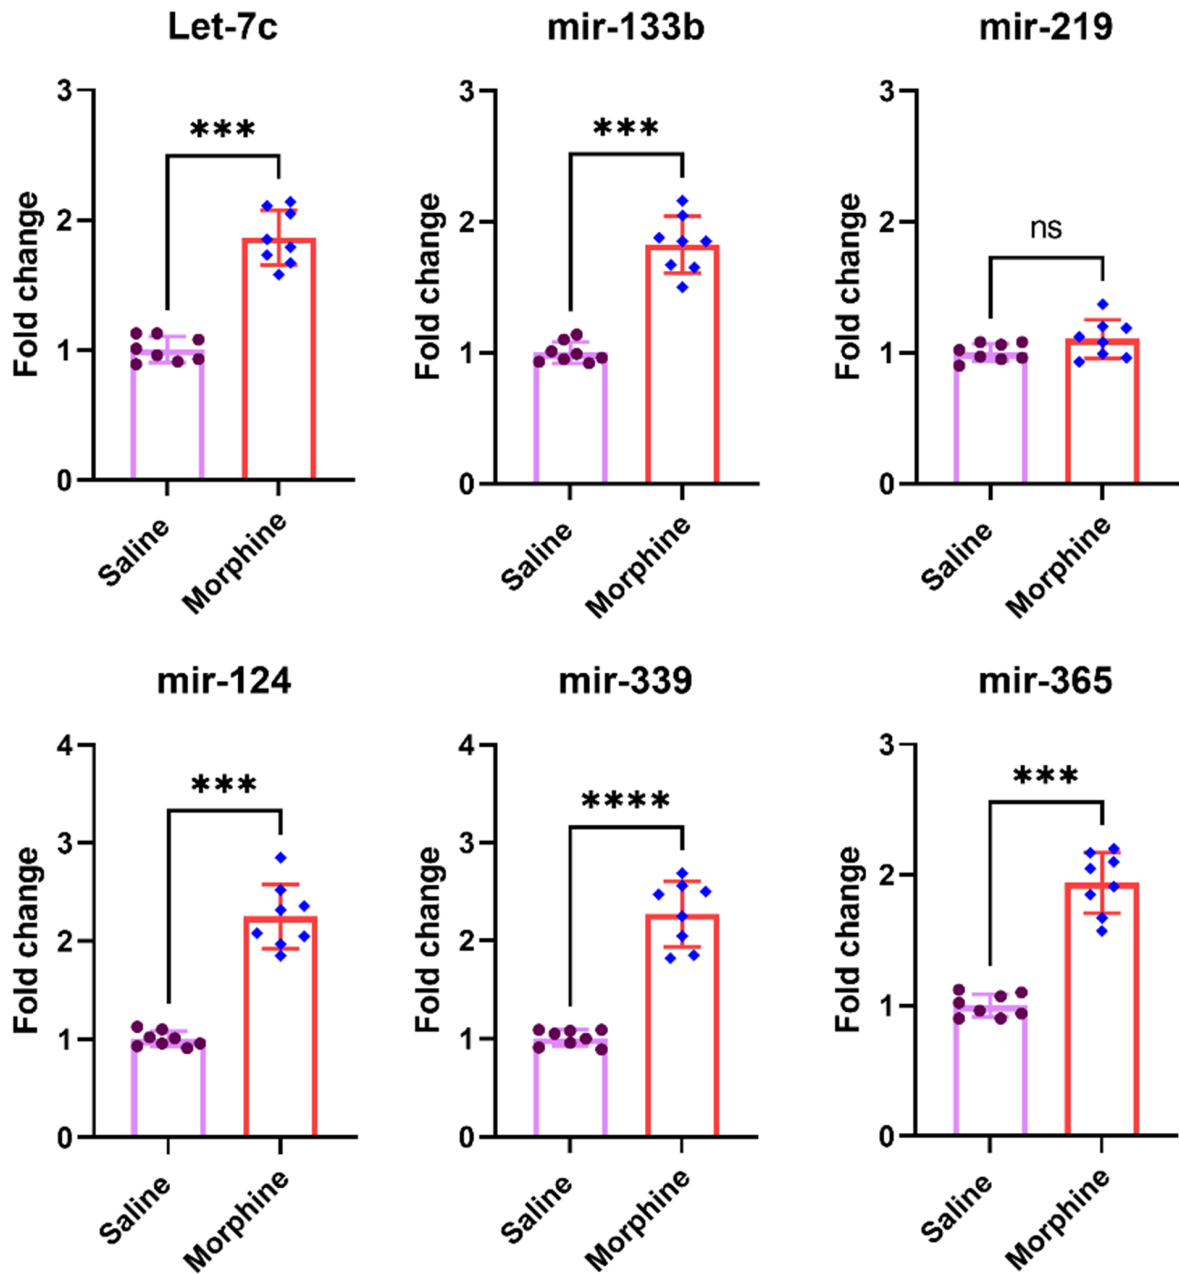 Let-7c
mir-133b
mir-219
Fold change
3
2
1
0
***
Saline
Morphine
Fold change
3
2
1
0
***
Saline
Morphine
Fold change
3
2
1
0
ns
Saline
Morphine
mir-124
mir-339
mir-365
Fold change
4
3
2
1
0
***
Saline
Morphine
Fold change
4
3
2
1
0
****
Saline
Morphine
Fold change
3
2
1
0
***
Saline
Morphine